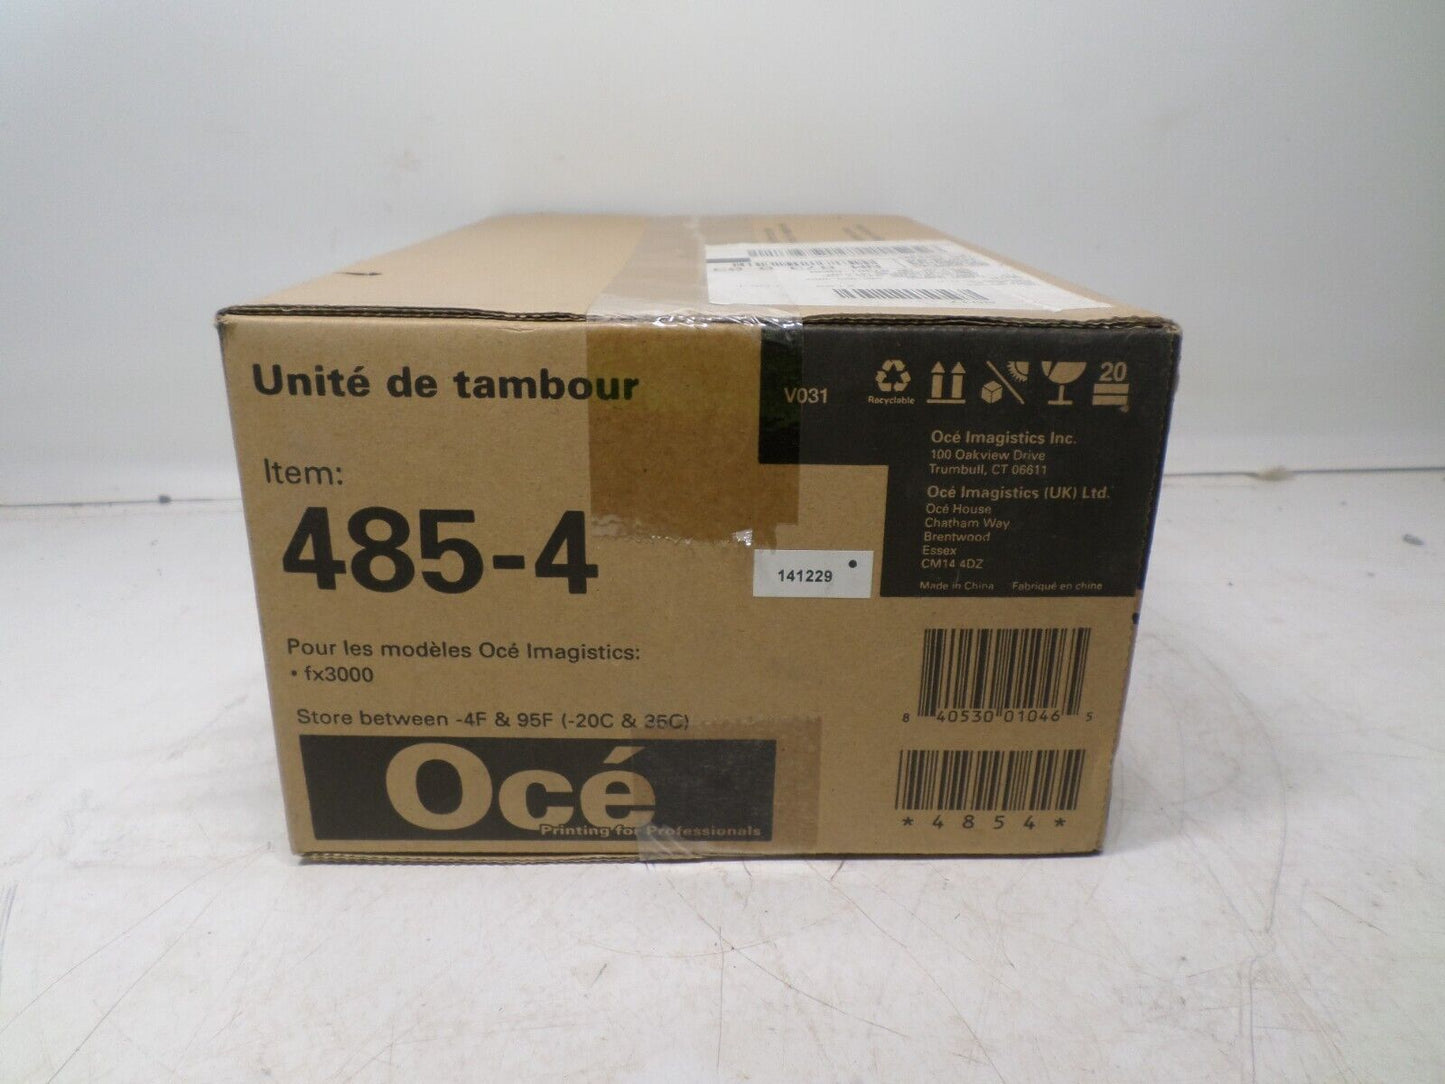 Unité de tambour
Item:
485-4
Pour les modèles Océ Imagistics:
• fx3000
Store between -4F & 95F (-20C & 35C)
Océ
Printing for Professionals
141229
V031
Recyclable
20
Océ Imagistics Inc.
100 Oakview Drive
Trumbull, CT 06611
Océ Imagistics (UK) Ltd.
Océ House
Chatham Way
Brentwood
Essex
CM14 4DZ
Made in China Fabriqué en chine
8 40530 01046 5
*4854*